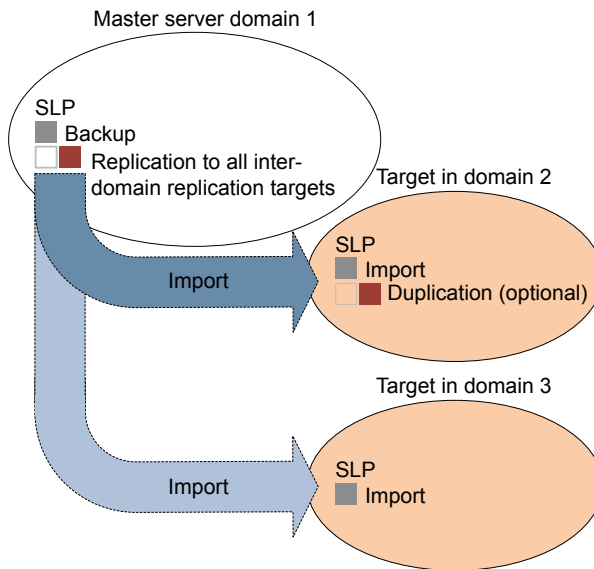 Master server domain 1
SLP
Backup
Replication to all inter-
domain replication targets
Target in domain 2
SLP
Import
Duplication (optional)
Import
Target in domain 3
SLP
Import
Import